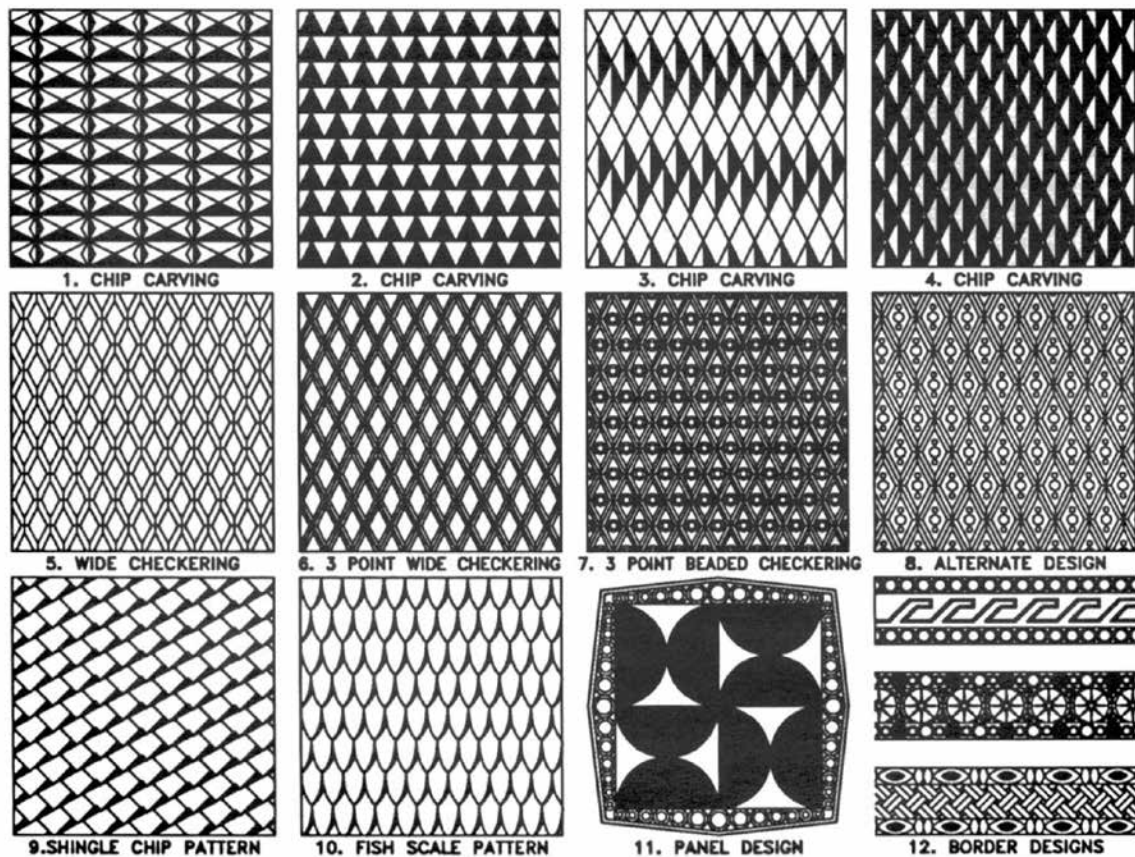 1. CHIP CARVING
2. CHIP CARVING
3. CHIP CARVING
4. CHIP CARVING
5. WIDE CHECKERING
6. 3 POINT WIDE CHECKERING
7. 3 POINT BEADED CHECKERING
8. ALTERNATE DESIGN
9.SHINGLE CHIP PATTERN
10. FISH SCALE PATTERN
11. PANEL DESIGN
12. BORDER DESIGNS